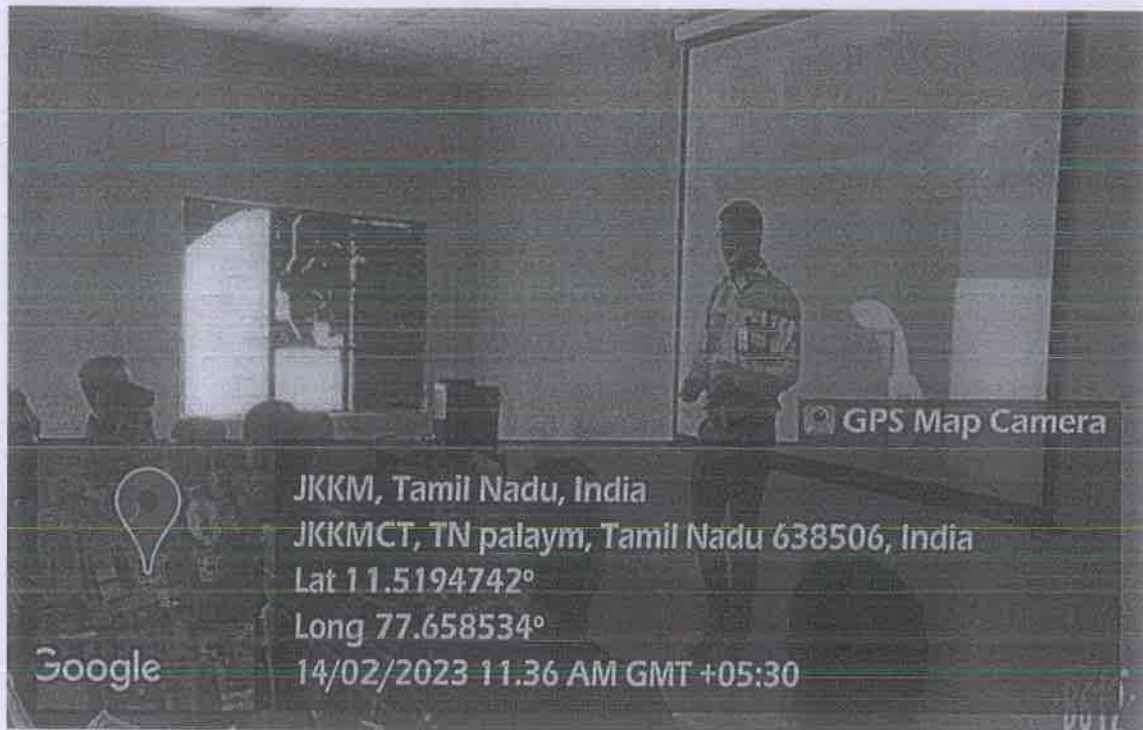 GPS Map Camera
JKKM, Tamil Nadu, India
JKKMCT, TN palaym, Tamil Nadu 638506, India
Lat 11.5194742°
Long 77.658534°
14/02/2023 11.36 AM GMT +05:30
Google